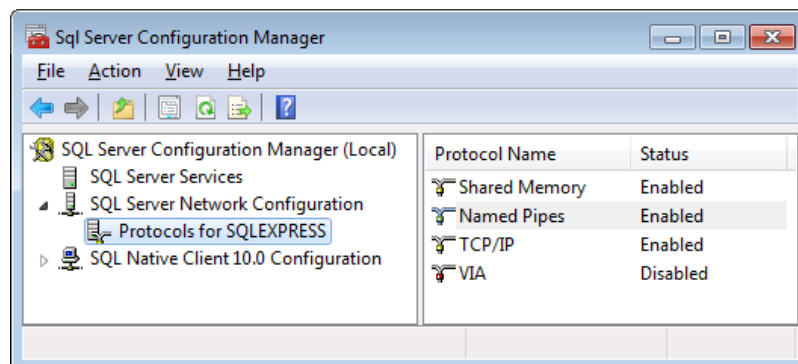 Sql Server Configuration Manager
File Action View Help
SQL Server Configuration Manager (Local)
SQL Server Services
SQL Server Network Configuration
Protocols for SQLEXPRESS
SQL Native Client 10.0 Configuration
Protocol Name Status
Shared Memory Enabled
Named Pipes Enabled
TCP/IP Enabled
VIA Disabled